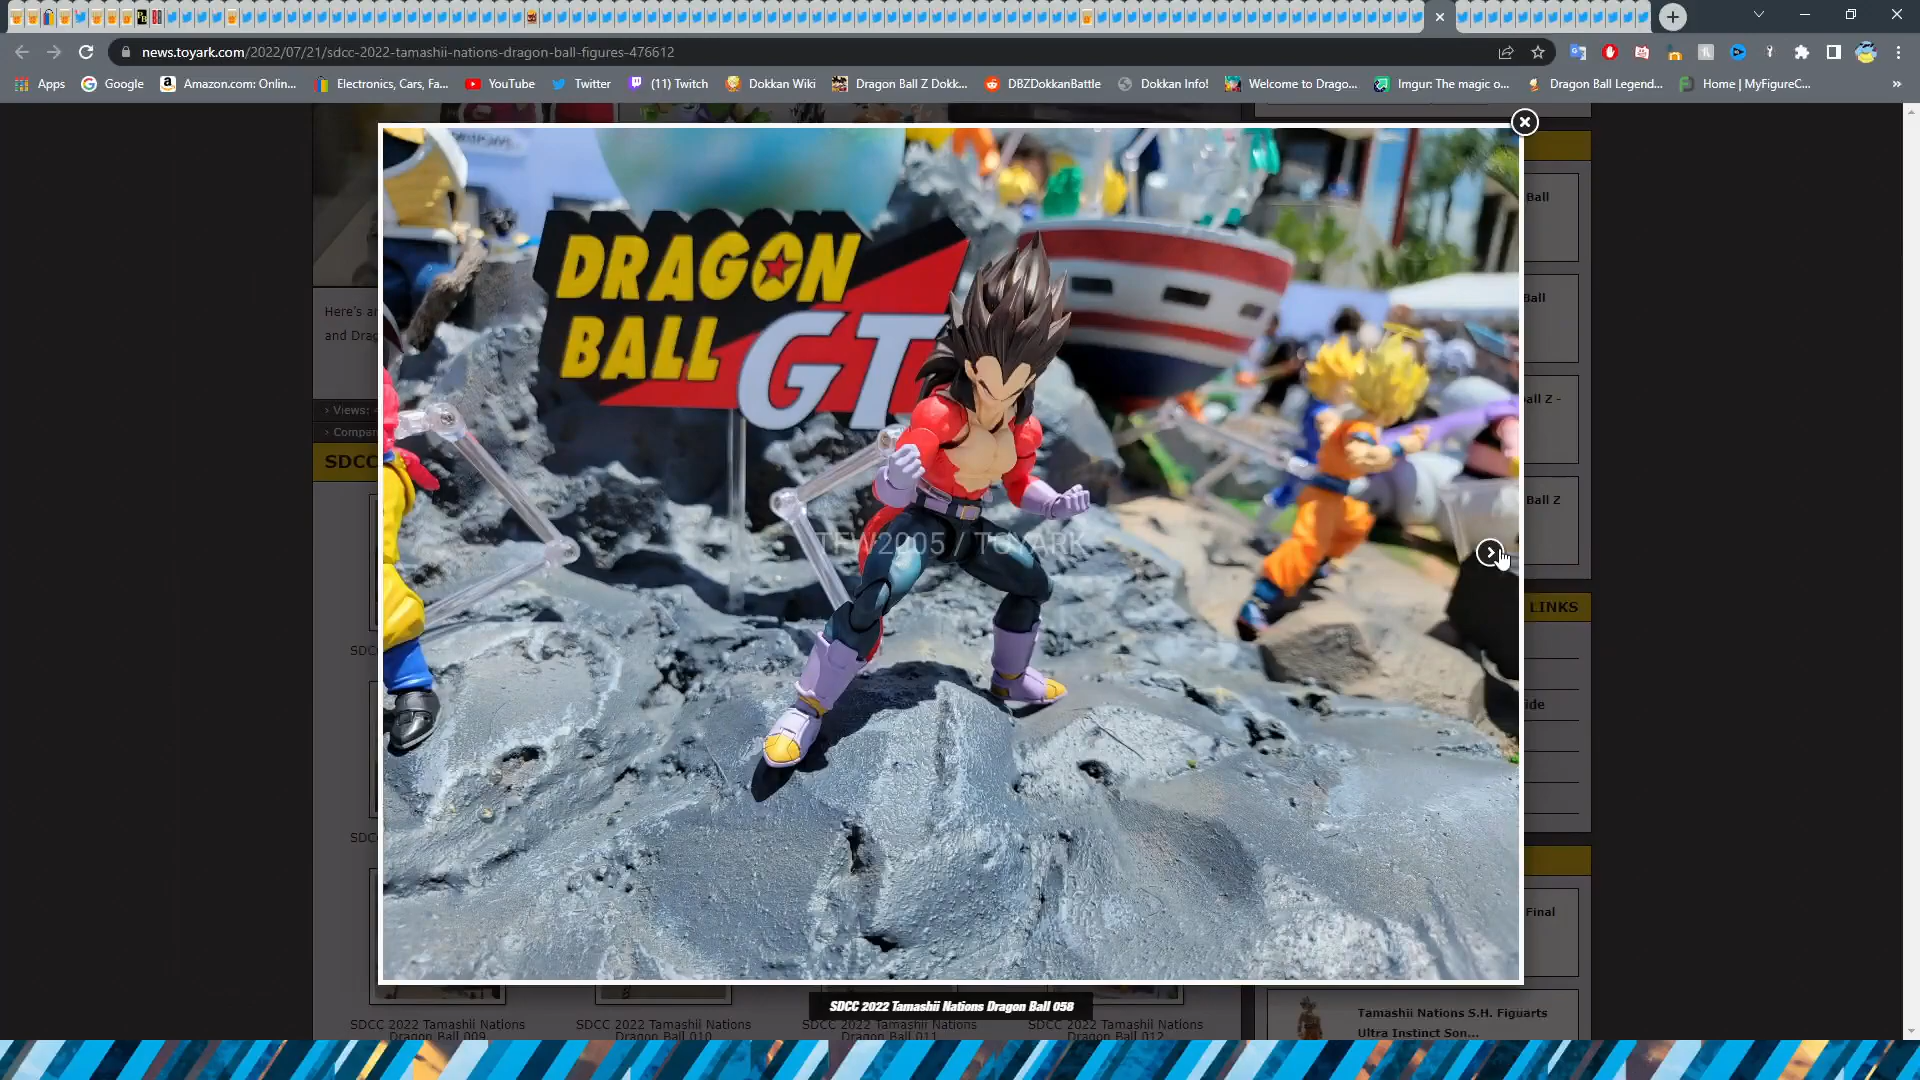 news.toyark.com/2022/07/21/sdcc-2022-tamashii-nations-dragon-ball-figures-476612
Apps
Google
Amazon.com: Onlin...
Electronics, Cars, Fa...
YouTube
Twitter
(11) Twitch
Dokkan Wiki
Dragon Ball Z Dokk...
DBZDokkanBattle
Dokkan Info!
Welcome to Drago...
Imgur: The magic o...
Dragon Ball Legend...
Home | MyFigureC...
»
DRAGON
BALL GT
TFW2005 / TOYARK
Here's an
and Drag
› Views:
› Compan
SDCC
SDC
SDC
Ball
Ball
all Z -
Ball Z
LINKS
ide
Final
SDCC 2022 Tamashii Nations Dragon Ball 058
SDCC 2022 Tamashii Nations
Dragon Ball 009
SDCC 2022 Tamashii Nations
Dragon Ball 010
SDCC 2022 Tamashii Nations
Dragon Ball 011
SDCC 2022 Tamashii Nations
Dragon Ball 012
Tamashii Nations S.H. Figuarts
Ultra Instinct Son...